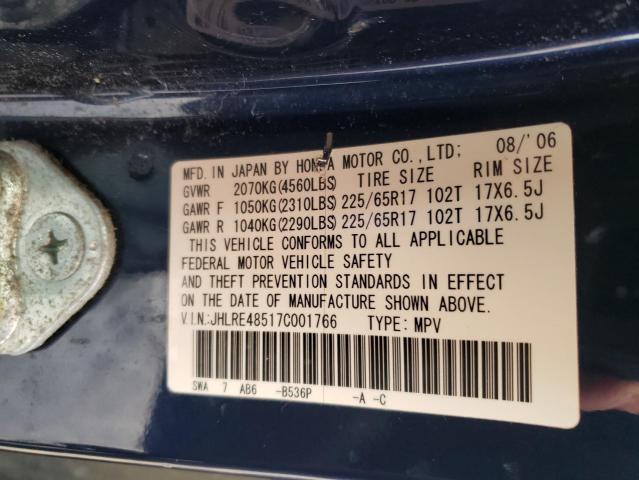 MFD. IN JAPAN BY HONDA MOTOR CO.,LTD; 08/'06
GVWR 2070KG(4560LBS) TIRE SIZE RIM SIZE
GAWR F 1050KG(2310LBS) 225/65R17 102T 17X6.5J
GAWR R 1040KG(2290LBS) 225/65R17 102T 17X6.5J
THIS VEHICLE CONFORMS TO ALL APPLICABLE
FEDERAL MOTOR VEHICLE SAFETY
AND THEFT PREVENTION STANDARDS IN EFFECT
ON THE DATE OF MANUFACTURE SHOWN ABOVE.
V.I.N.:JHLRE48517C001766 TYPE: MPV
SWA 7 AB6 -B536P -A -C